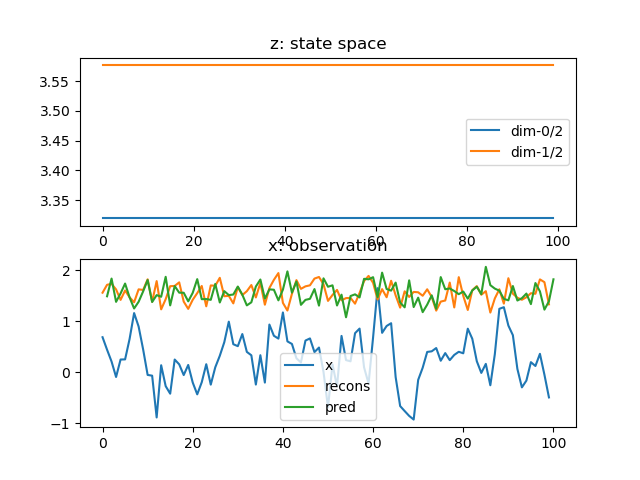 z: state space
3.55
3.50
3.45
3.40
3.35
dim-0/2
dim-1/2
0 20 40 60 80 100
x: observation
2
1
0
−1
x
recons
pred
0 20 40 60 80 100